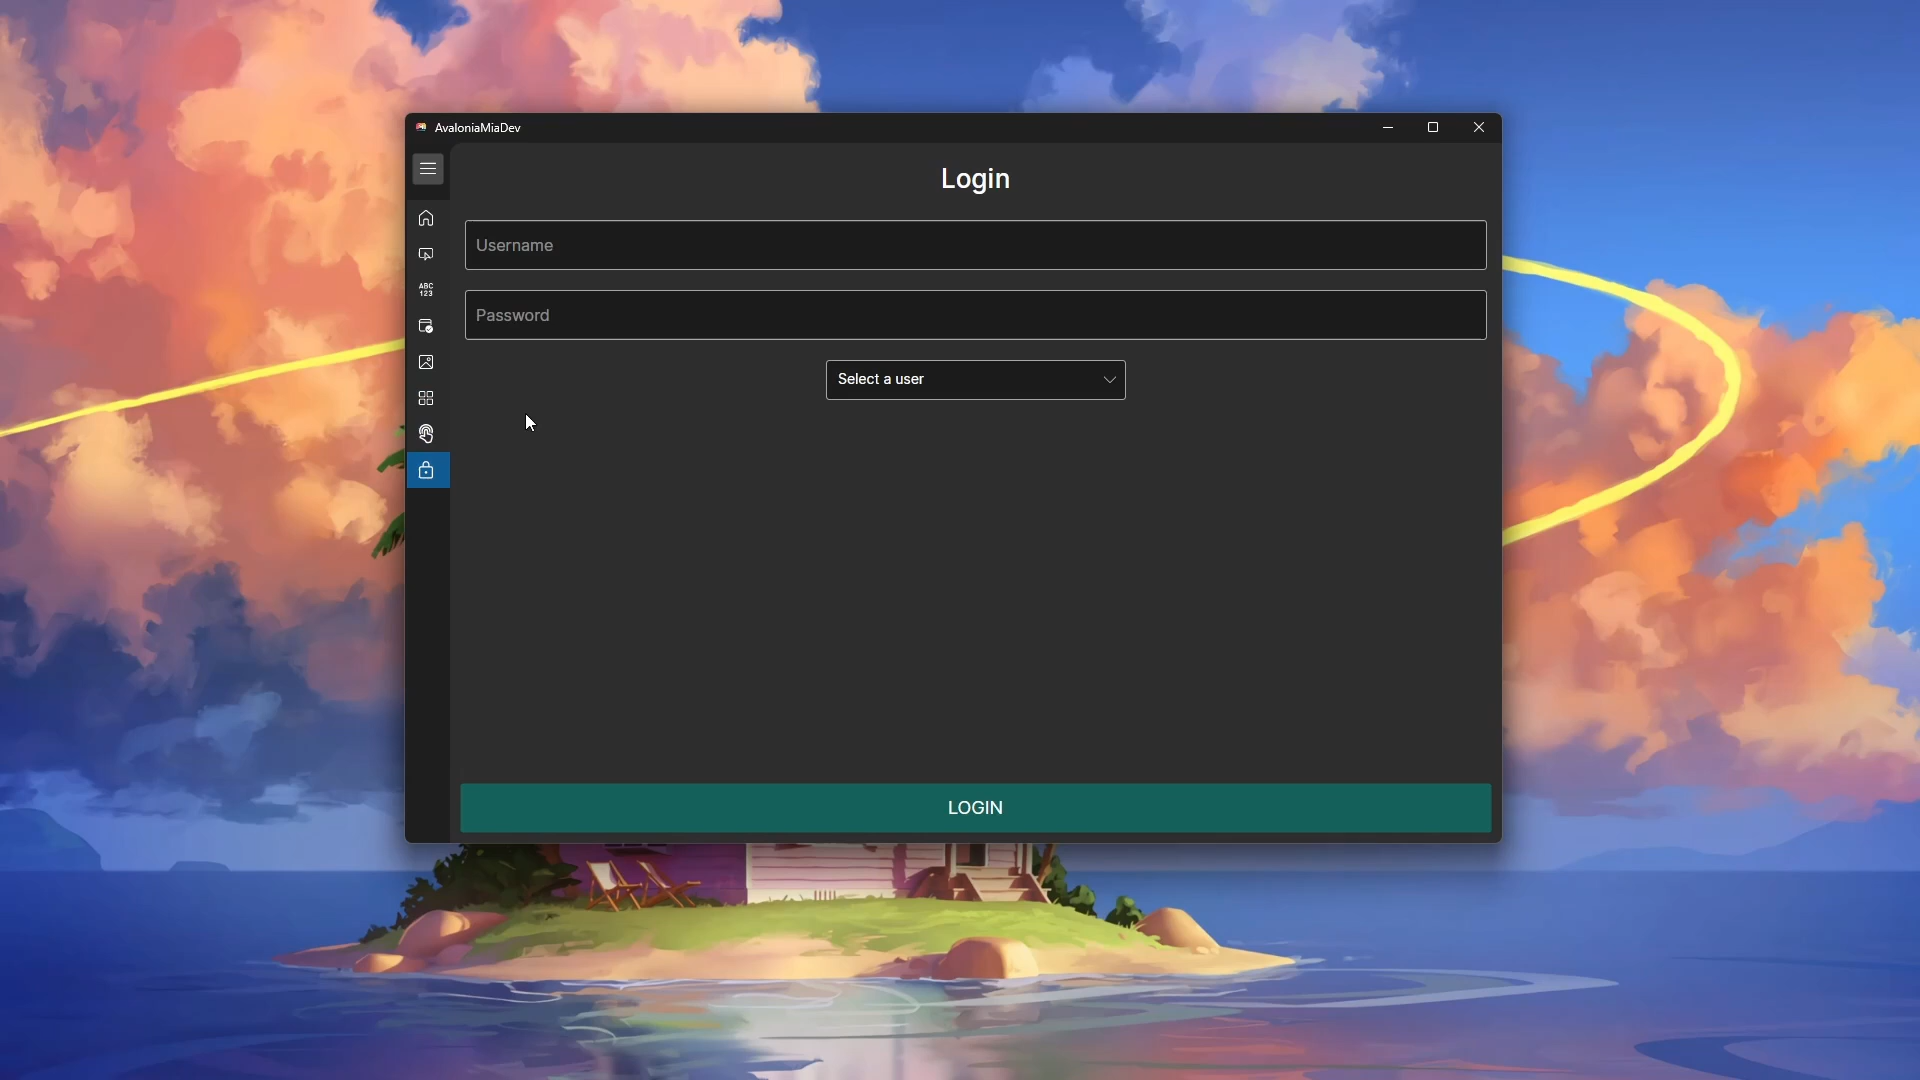 AvaloniaMiaDev
Login
ABC
123
Username
Password
Select a user
LOGIN